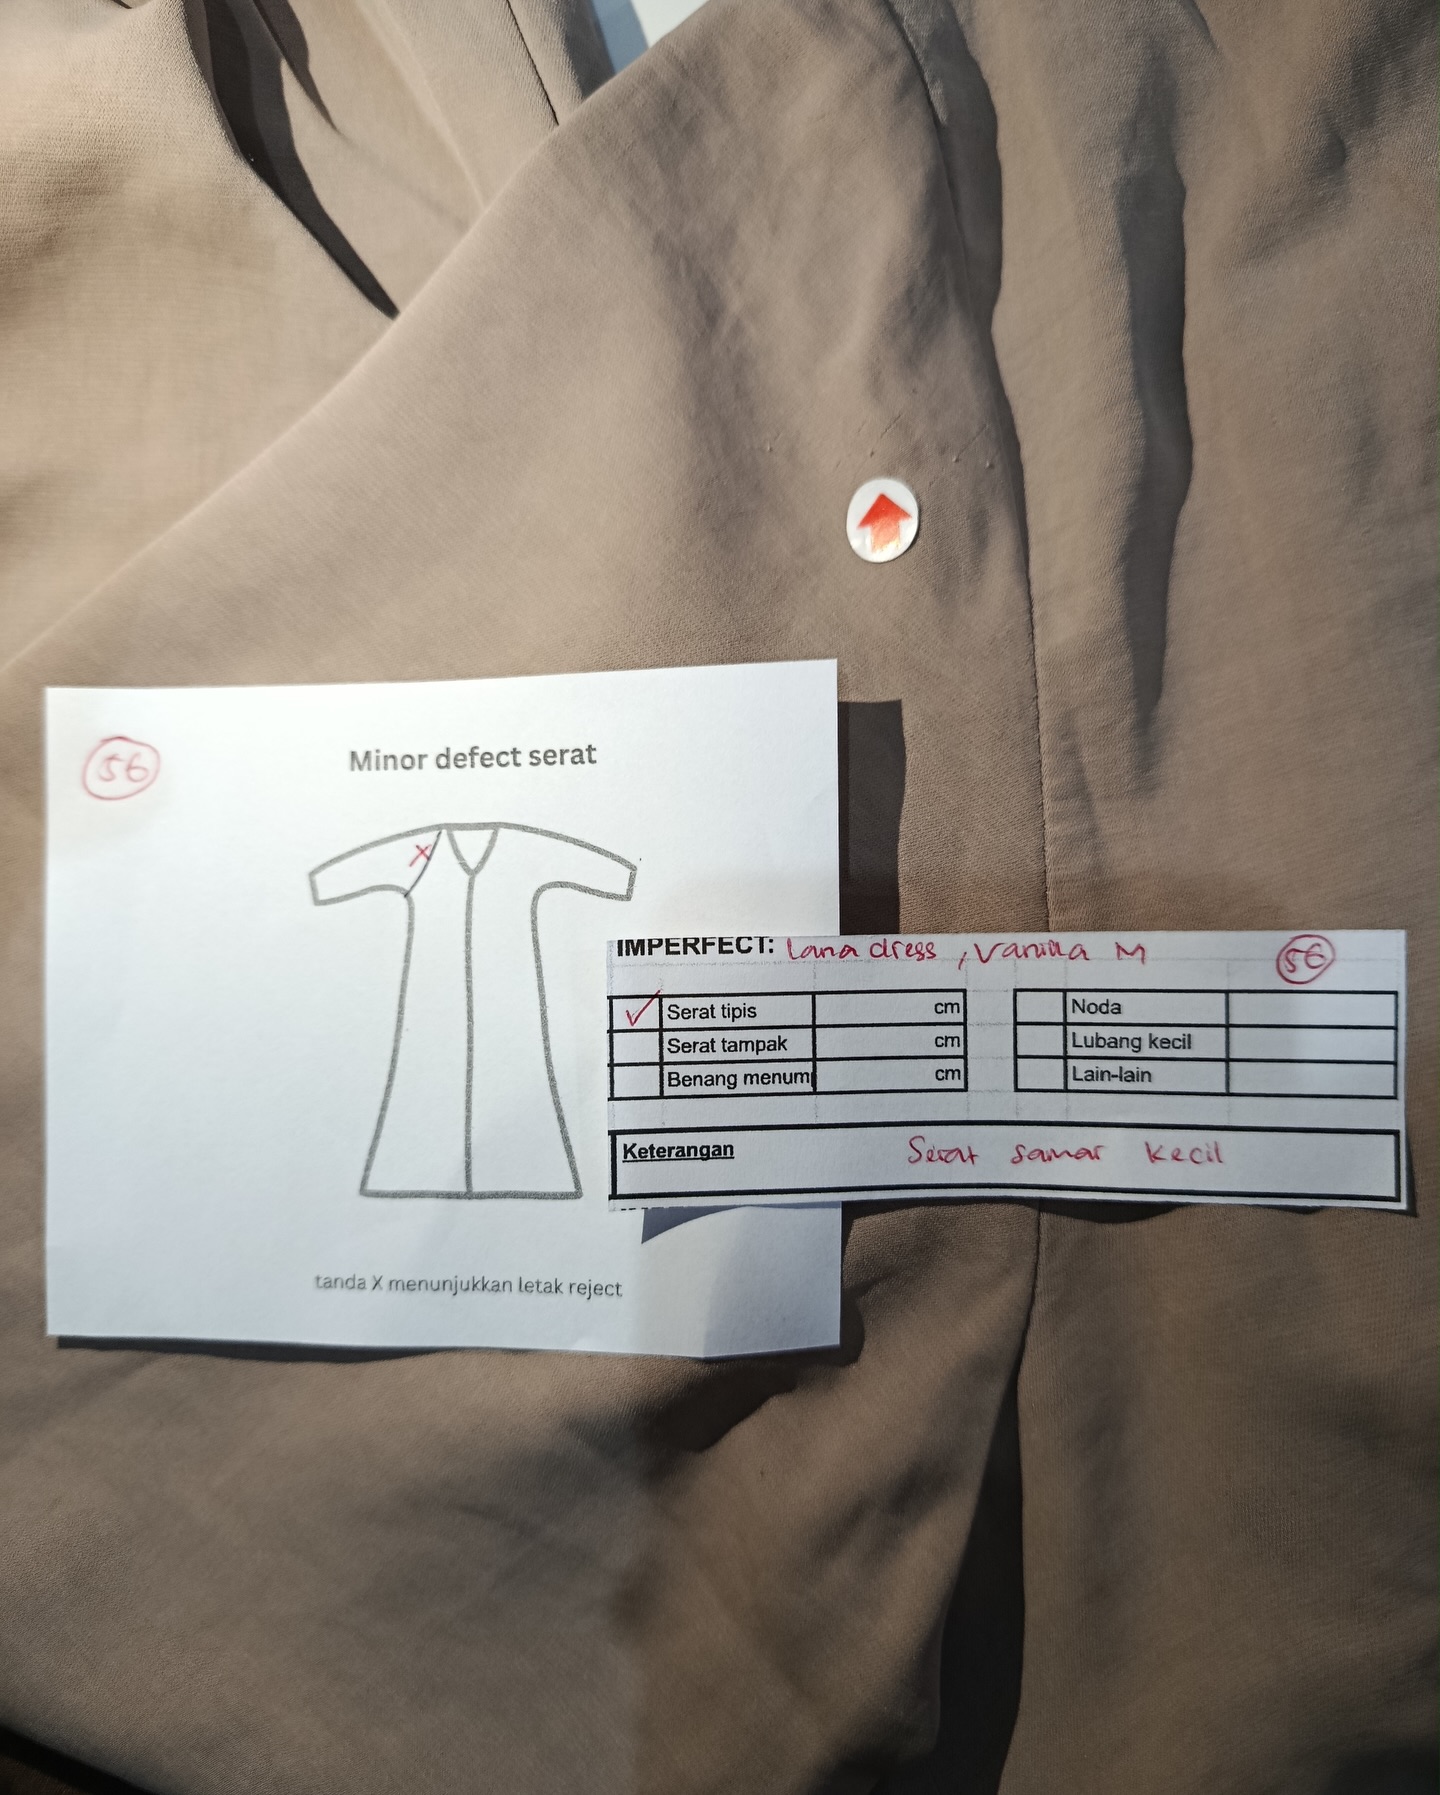 56
Minor defect serat
X
tanda X menunjukkan letak reject
IMPERFECT: Lana dress, Vanilla M
56
✓ Serat tipis cm
Serat tampak cm
Benang menum cm
Noda
Lubang kecil
Lain-lain
Keterangan
Serat samar kecil